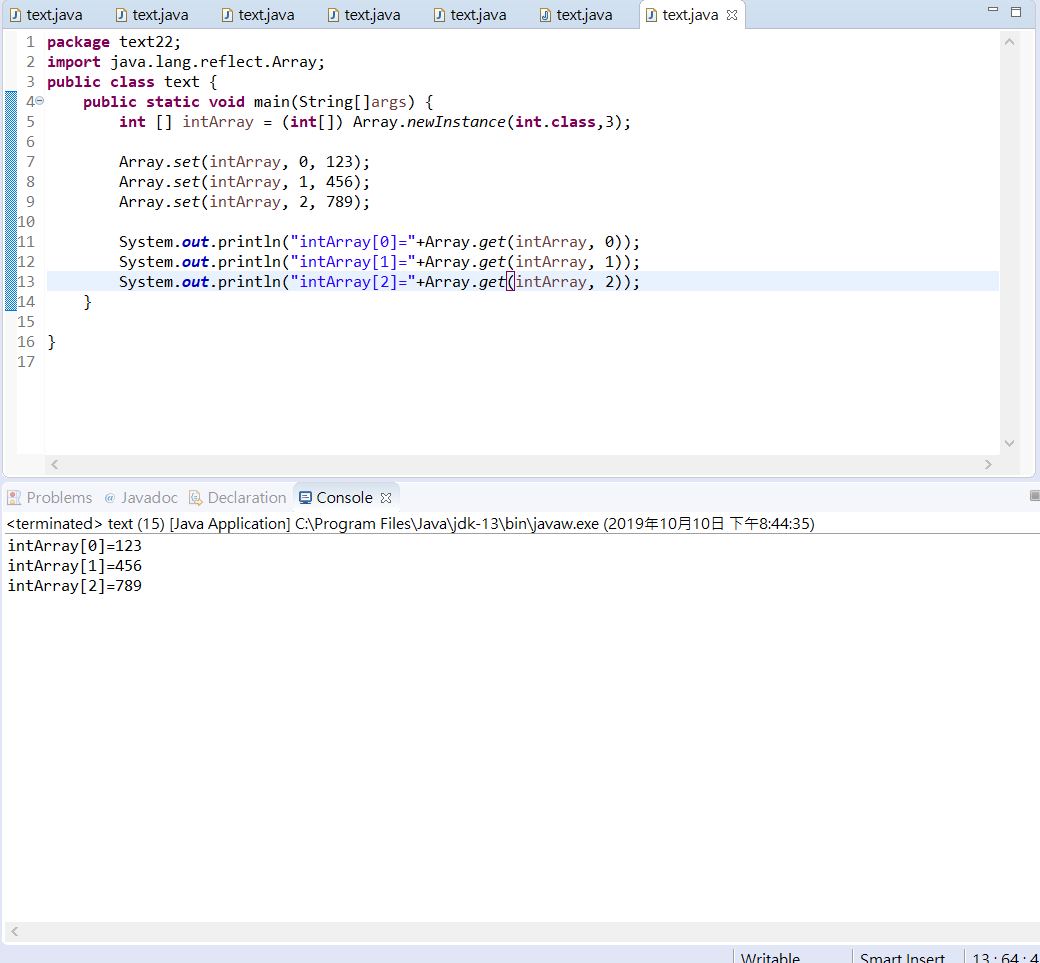 text.java text.java text.java text.java text.java text.java text.java
1 package text22;
2 import java.lang.reflect.Array;
3 public class text {
4 public static void main(String[]args) {
5 int [] intArray = (int[]) Array.newInstance(int.class,3);
6
7 Array.set(intArray, 0, 123);
8 Array.set(intArray, 1, 456);
9 Array.set(intArray, 2, 789);
10
11 System.out.println("intArray[0]="+Array.get(intArray, 0));
12 System.out.println("intArray[1]="+Array.get(intArray, 1));
13 System.out.println("intArray[2]="+Array.get(intArray, 2));
14 }
15
16 }
17
Problems @ Javadoc Declaration Console
<terminated> text (15) [Java Application] C:\Program Files\Java\jdk-13\bin\javaw.exe (2019年10月10日 下午8:44:35)
intArray[0]=123
intArray[1]=456
intArray[2]=789
Writable Smart Insert 13 : 64 : 4